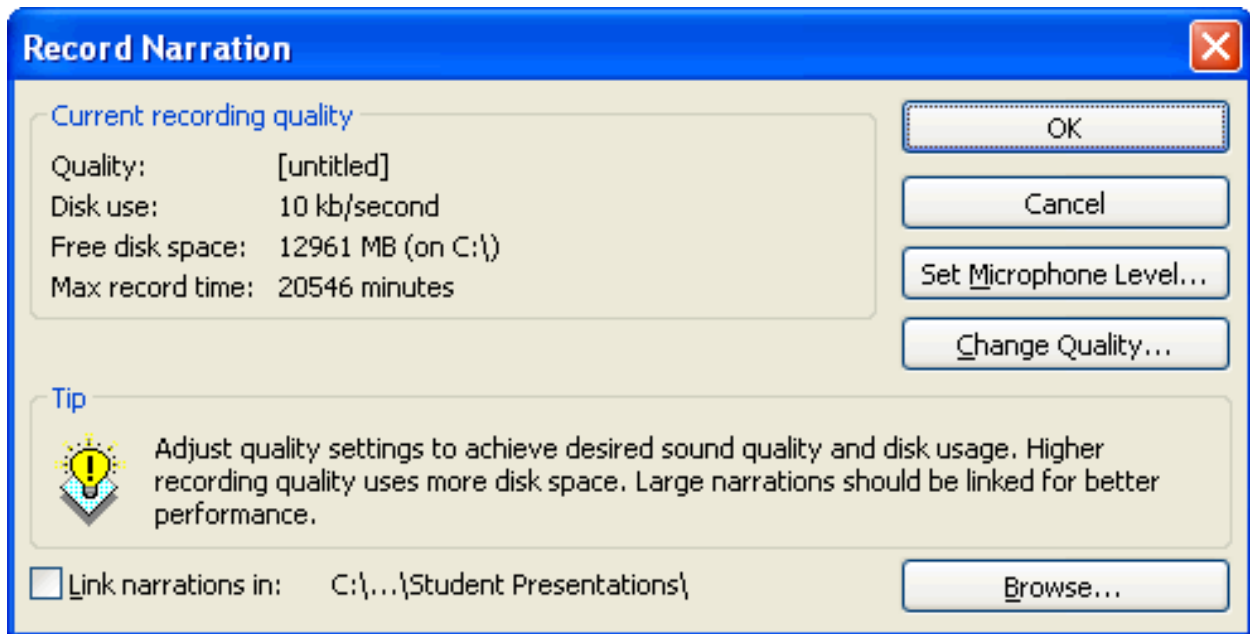 Record Narration
Current recording quality
Quality: [untitled]
Disk use: 10 kb/second
Free disk space: 12961 MB (on C:\)
Max record time: 20546 minutes
OK
Cancel
Set Microphone Level...
Change Quality...
Tip
Adjust quality settings to achieve desired sound quality and disk usage. Higher
recording quality uses more disk space. Large narrations should be linked for better
performance.
Link narrations in: C:\...\Student Presentations\
Browse...